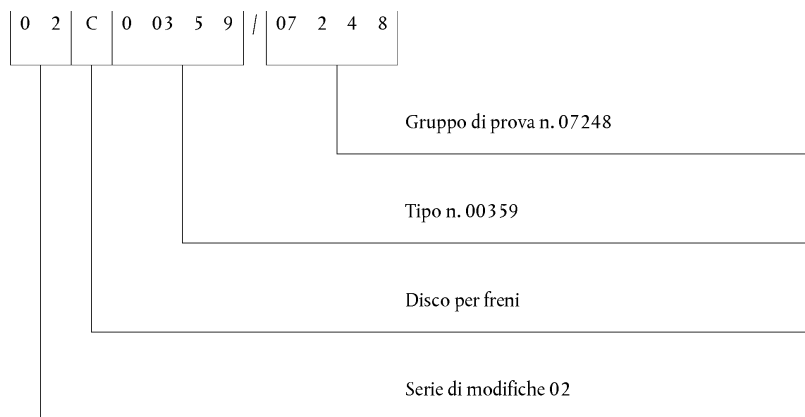 0 2 C 0 03 5 9 / 07 2 4 8
Gruppo di prova n. 07248
Tipo n. 00359
Disco per freni
Serie di modifiche 02